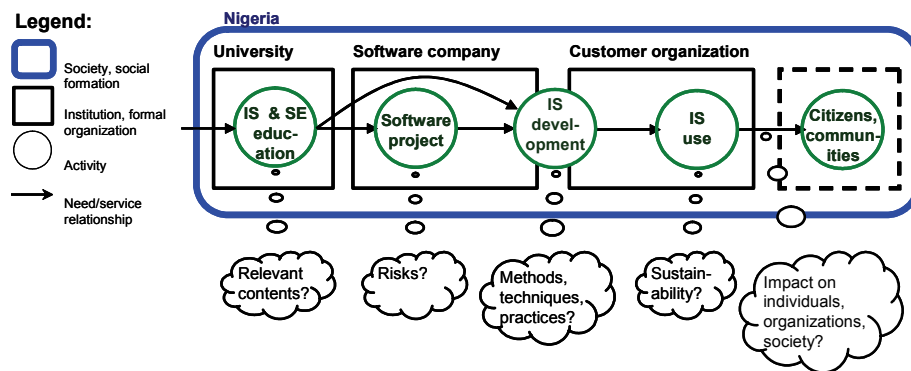 Legend:
Society, social
formation
Institution, formal
organization
Activity
Need/service
relationship
Nigeria
University
Software company
Customer organization
IS & SE
educ-
ation
Software
project
IS
devel-
opment
IS
use
Citizens,
commun-
ities
Relevant
contents?
Risks?
Methods,
techniques,
practices?
Sustain-
ability?
Impact on
individuals,
organizations,
society?